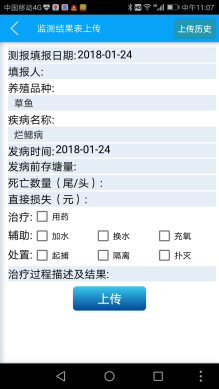 中国移动4G 中午11:07
监测结果表上传 上传历史
测报填报日期: 2018-01-24
填报人:
养殖品种:
草鱼
疾病名称:
烂鳃病
发病时间: 2018-01-24
发病前存塘量:
死亡数量（尾/头）:
直接损失（元）:
治疗: 用药
辅助: 加水 换水 充氧
处置: 起捕 隔离 扑灭
治疗过程描述及结果:
上传